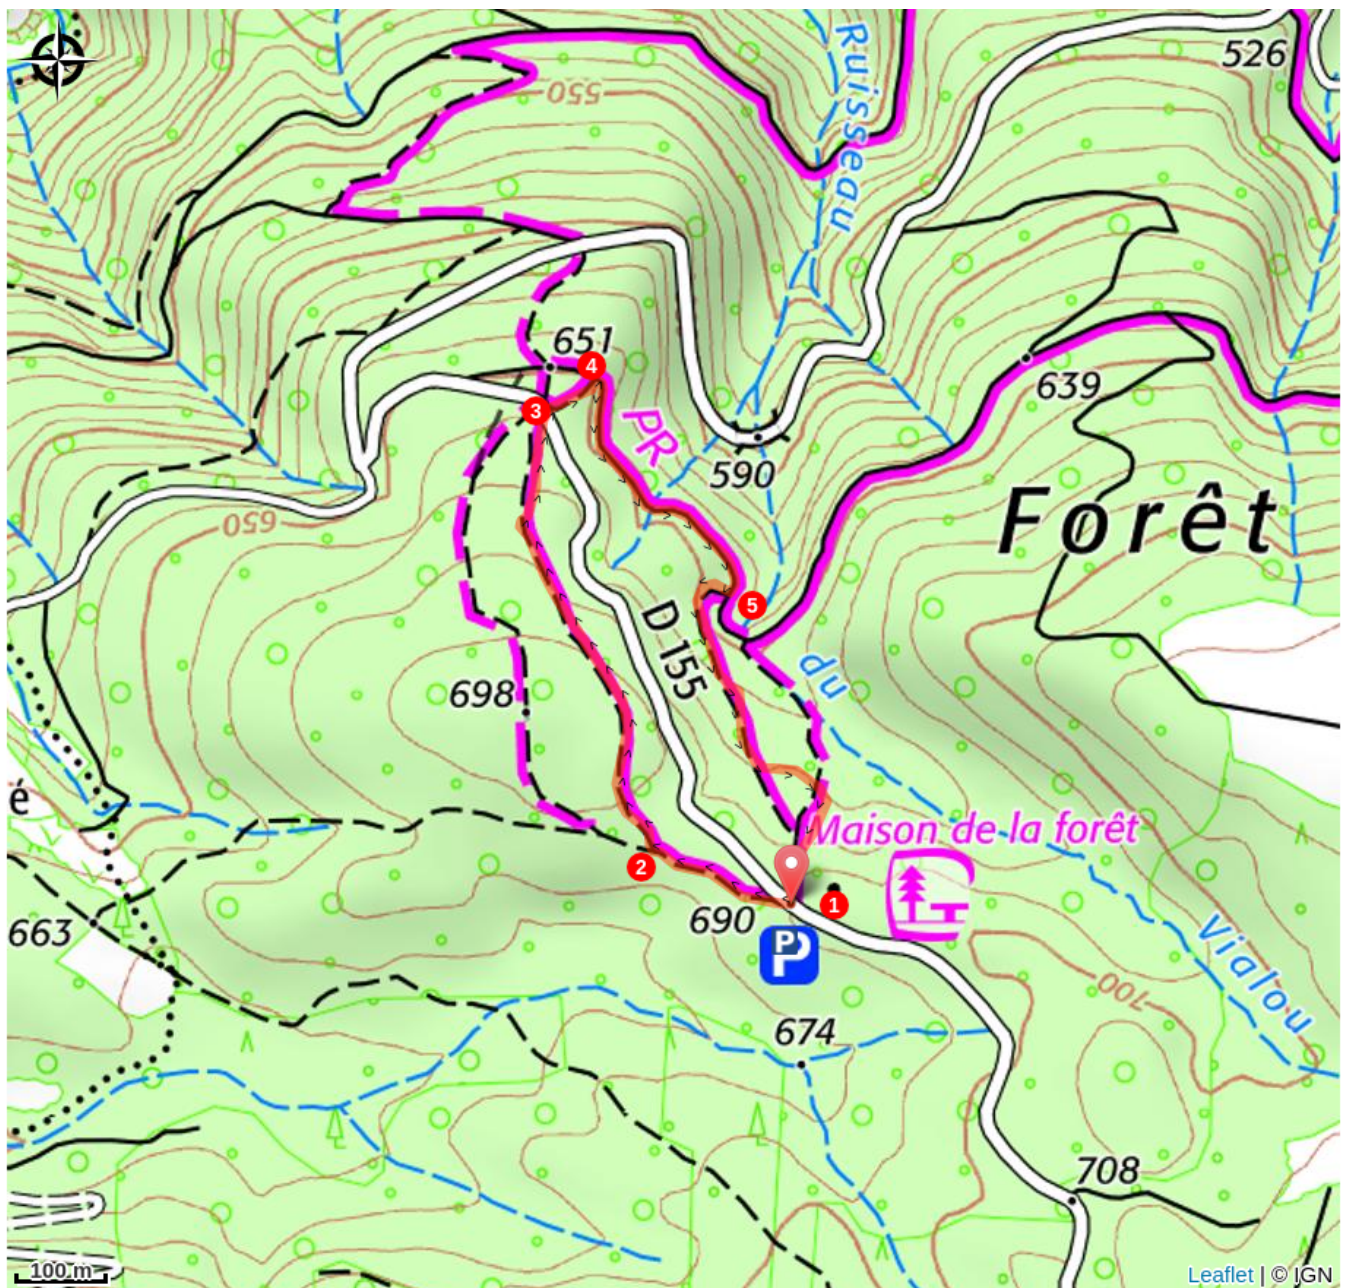 Ruisseau
526
550
651
4
3
PR
639
590
Forêt
650
D 155
5
du
698
é
Maison de la forêt
2
1
690
663
P
P
Vialou
700
674
708
100 m
Leaflet | © IGN